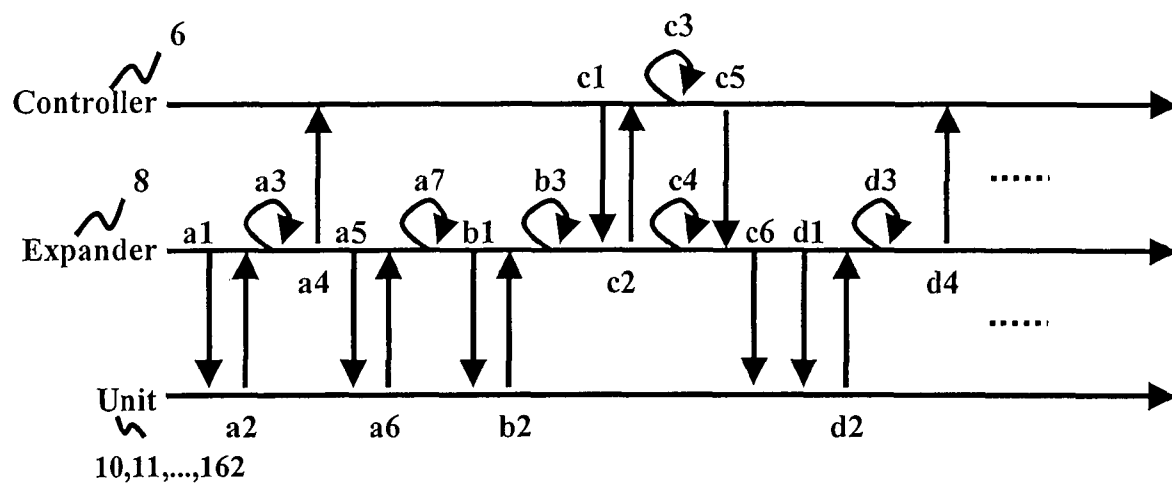 6
c3
c1
c5
Controller
8
a3
a7
b3
c4
d3
a1
a5
b1
c6
d1
Expander
a4
c2
d4
Unit
a2
a6
b2
d2
10,11,...,162